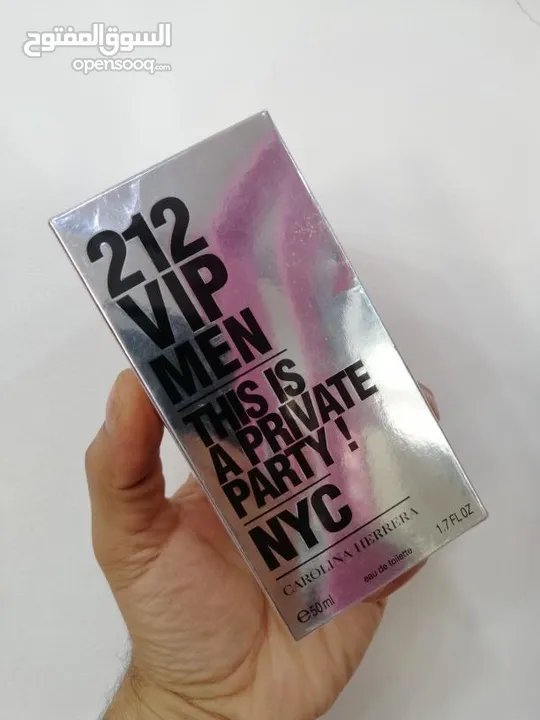 السوق المفتوح
opensooq.com
212
VIP
MEN
THIS IS
A PRIVATE
PARTY!
NYC
CAROLINA HERRERA
eau de toilette
℮50ml
1.7 FL OZ